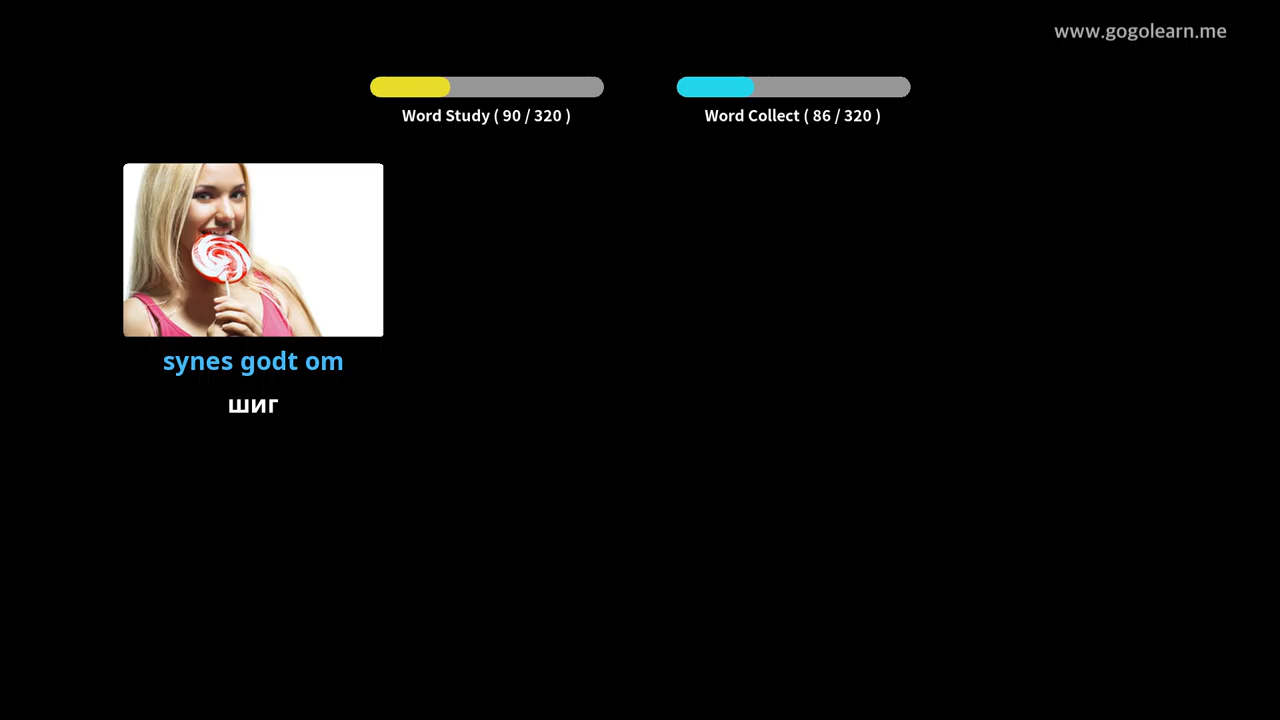 www.gogolearn.me
Word Study ( 90 / 320 )
Word Collect ( 86 / 320 )
synes godt om
шиг